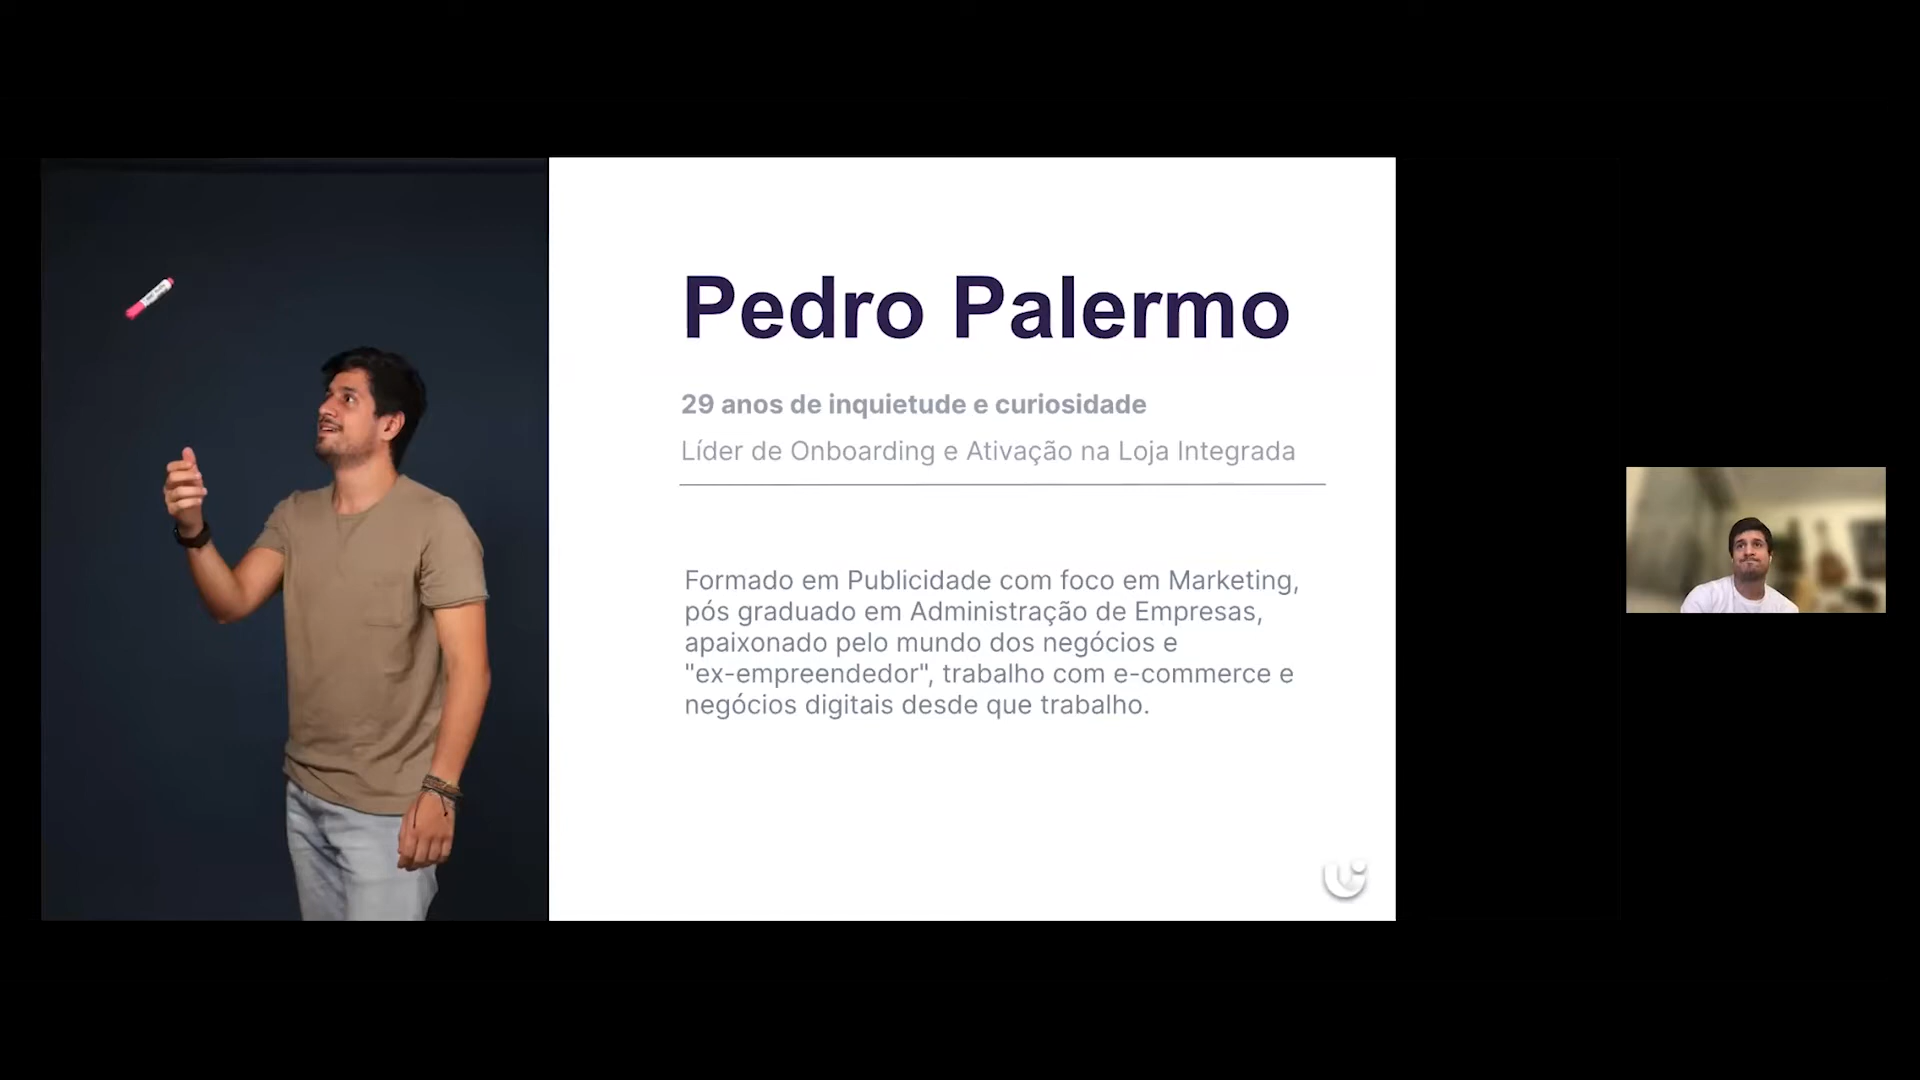 Pedro Palermo
29 anos de inquietude e curiosidade
Líder de Onboarding e Ativação na Loja Integrada
Formado em Publicidade com foco em Marketing,
pós graduado em Administração de Empresas,
apaixonado pelo mundo dos negócios e
"ex-empreendedor", trabalho com e-commerce e
negócios digitais desde que trabalho.